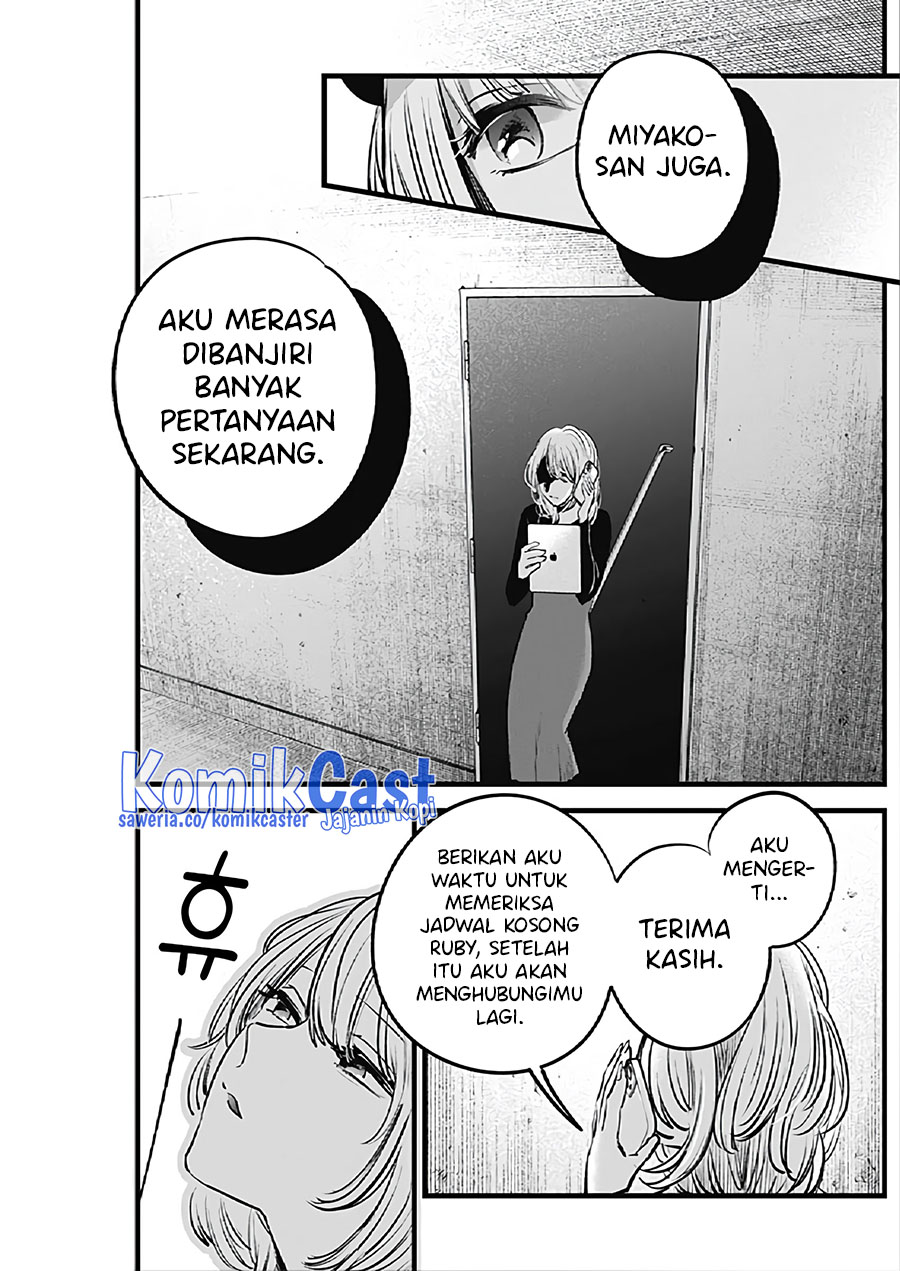 MIYAKO-
SAN JUGA.
AKU MERASA
DIBANJIRI
BANYAK
PERTANYAAN
SEKARANG.
KomikCast
saweria.co/komikcaster Jajanin Kopi
AKU
MENGER-
TI...
TERIMA
KASIH.
BERIKAN AKU
WAKTU UNTUK
MEMERIKSA
JADWAL KOSONG
RUBY, SETELAH
ITU AKU AKAN
MENGHUBUNGIMU
LAGI.
후